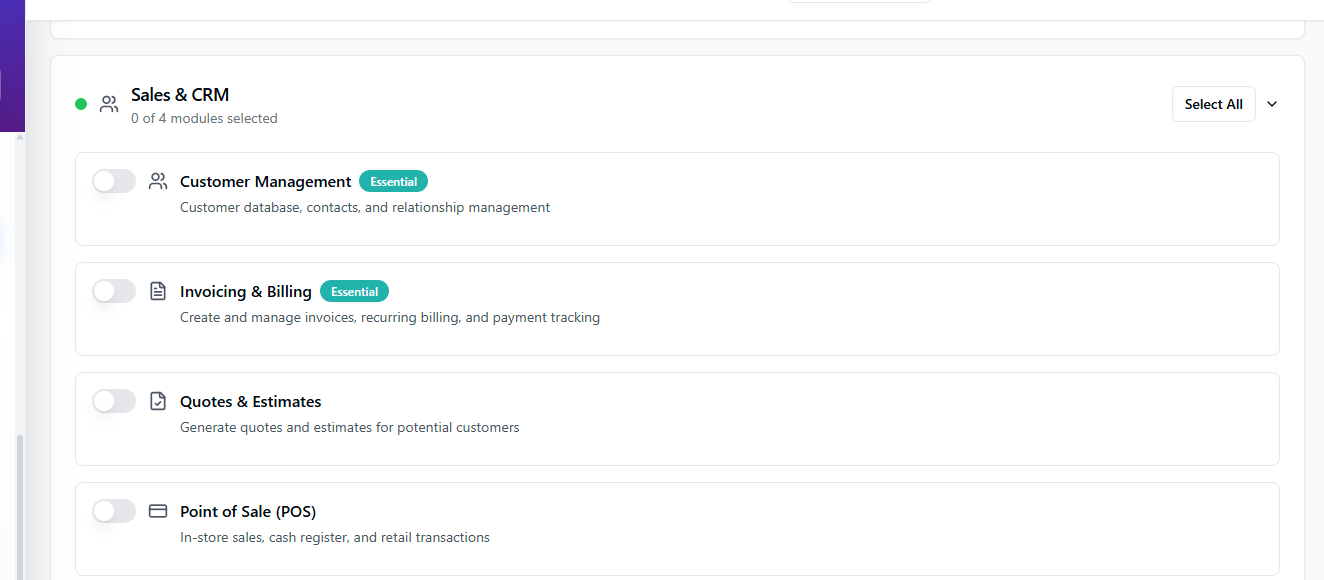 Sales & CRM
0 of 4 modules selected
Select All
Customer Management
Essential
Customer database, contacts, and relationship management
Invoicing & Billing
Essential
Create and manage invoices, recurring billing, and payment tracking
Quotes & Estimates
Generate quotes and estimates for potential customers
Point of Sale (POS)
In-store sales, cash register, and retail transactions